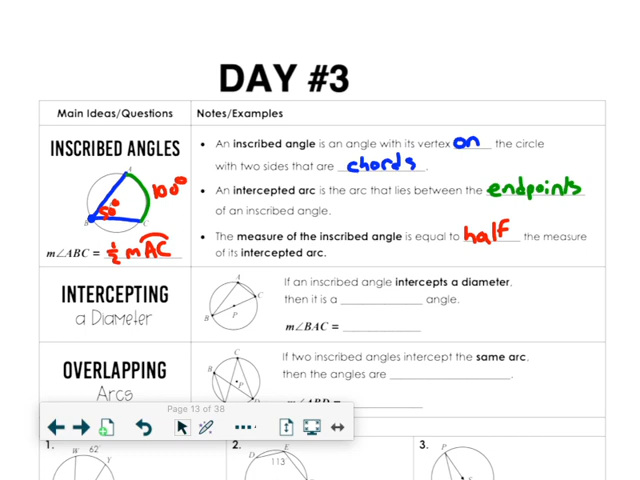 DAY #3
Main Ideas/Questions
Notes/Examples
INSCRIBED ANGLES
A
100°
50°
B
C
m∠ABC = ½ mAC
• An inscribed angle is an angle with its vertex on the circle
with two sides that are chords.
• An intercepted arc is the arc that lies between the endpoints
of an inscribed angle.
• The measure of the inscribed angle is equal to half the measure
of its intercepted arc.
INTERCEPTING
a Diameter
A
C
B
P
If an inscribed angle intercepts a diameter,
then it is a ______ angle.
m∠BAC = ______
OVERLAPPING
Arcs
C
B
P
D
If two inscribed angles intercept the same arc,
then the angles are ______.
Page 13 of 38
1.
W
62
Y
2.
D
E
113
3.
P